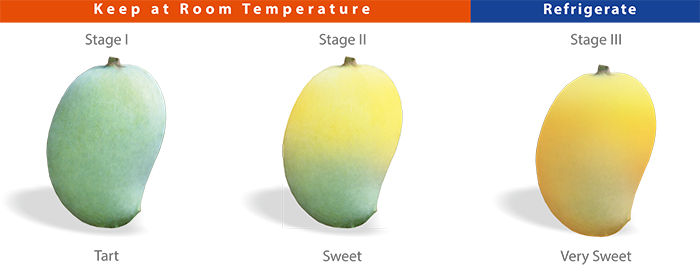 Keep at Room Temperature
Refrigerate
Stage I
Stage II
Stage III
Tart
Sweet
Very Sweet